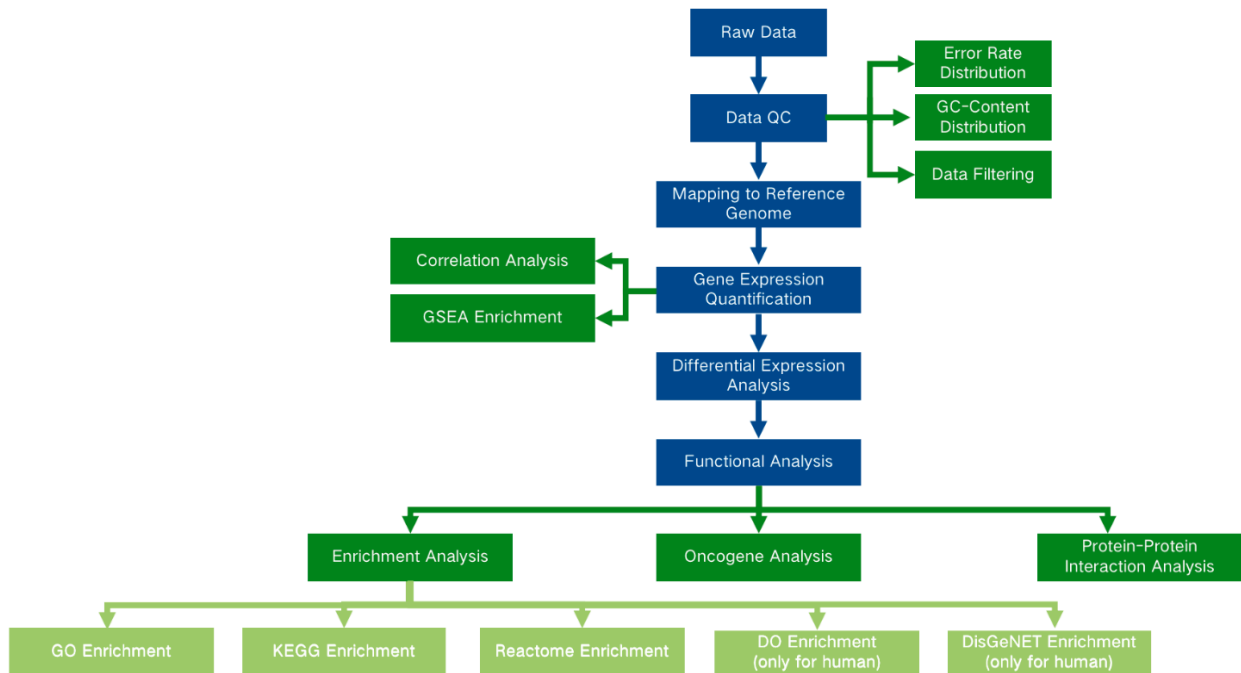 Raw Data
Error Rate
Distribution
Data QC
GC-Content
Distribution
Data Filtering
Mapping to Reference
Genome
Correlation Analysis
Gene Expression
Quantification
GSEA Enrichment
Differential Expression
Analysis
Functional Analysis
Enrichment Analysis
Oncogene Analysis
Protein-Protein
Interaction Analysis
GO Enrichment
KEGG Enrichment
Reactome Enrichment
DO Enrichment
(only for human)
DisGeNET Enrichment
(only for human)